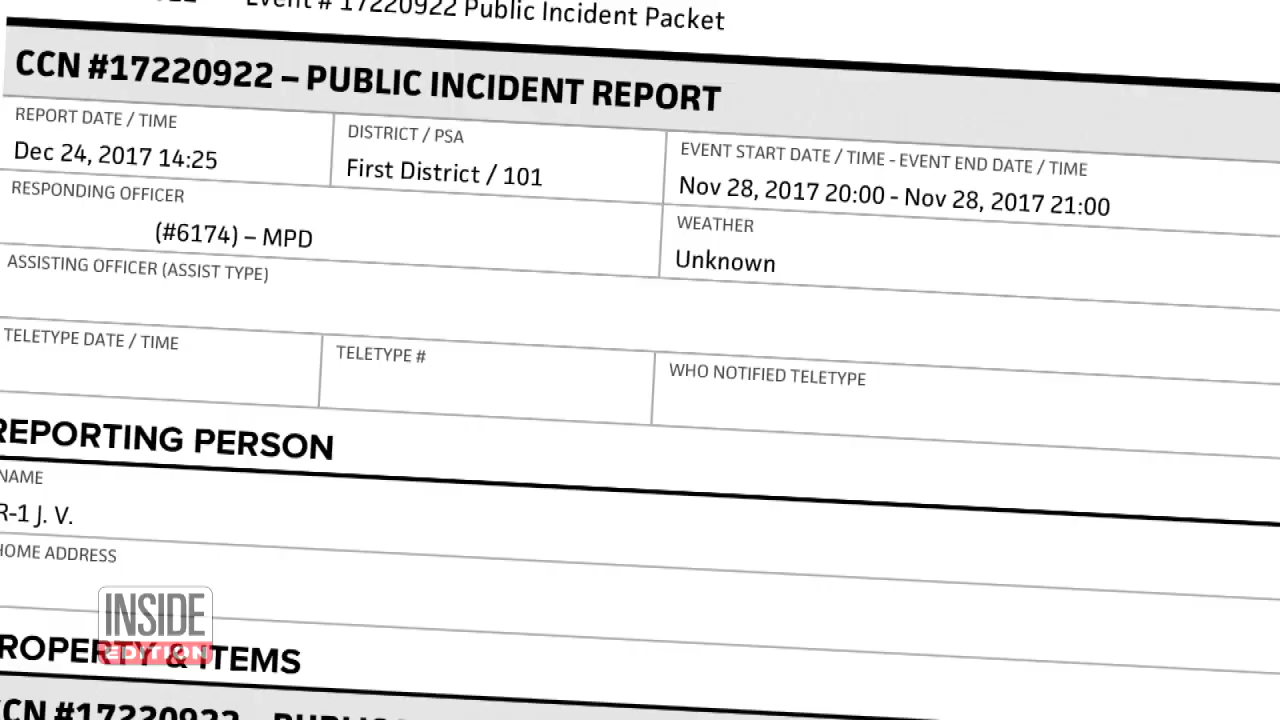 Event # 17220922 Public Incident Packet
CCN #17220922 – PUBLIC INCIDENT REPORT
REPORT DATE / TIME
Dec 24, 2017 14:25
DISTRICT / PSA
First District / 101
EVENT START DATE / TIME - EVENT END DATE / TIME
Nov 28, 2017 20:00 - Nov 28, 2017 21:00
RESPONDING OFFICER
(#6174) – MPD
WEATHER
Unknown
ASSISTING OFFICER (ASSIST TYPE)
TELETYPE DATE / TIME
TELETYPE #
WHO NOTIFIED TELETYPE
REPORTING PERSON
NAME
R-1 J. V.
HOME ADDRESS
INSIDE
EDITION
ROPERTY & ITEMS
CCN #17220922 – PUBLIC